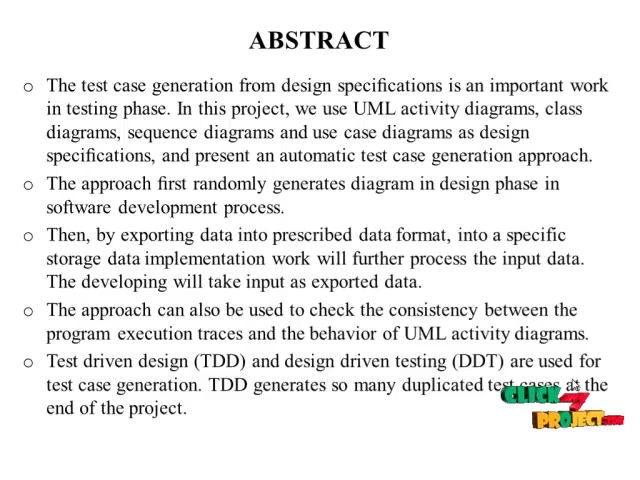 ABSTRACT
o The test case generation from design specifications is an important work
in testing phase. In this project, we use UML activity diagrams, class
diagrams, sequence diagrams and use case diagrams as design
specifications, and present an automatic test case generation approach.
o The approach first randomly generates diagram in design phase in
software development process.
o Then, by exporting data into prescribed data format, into a specific
storage data implementation work will further process the input data.
The developing will take input as exported data.
o The approach can also be used to check the consistency between the
program execution traces and the behavior of UML activity diagrams.
o Test driven design (TDD) and design driven testing (DDT) are used for
test case generation. TDD generates so many duplicated test cases at the
end of the project.
CLICK MY
PROJECT.COM